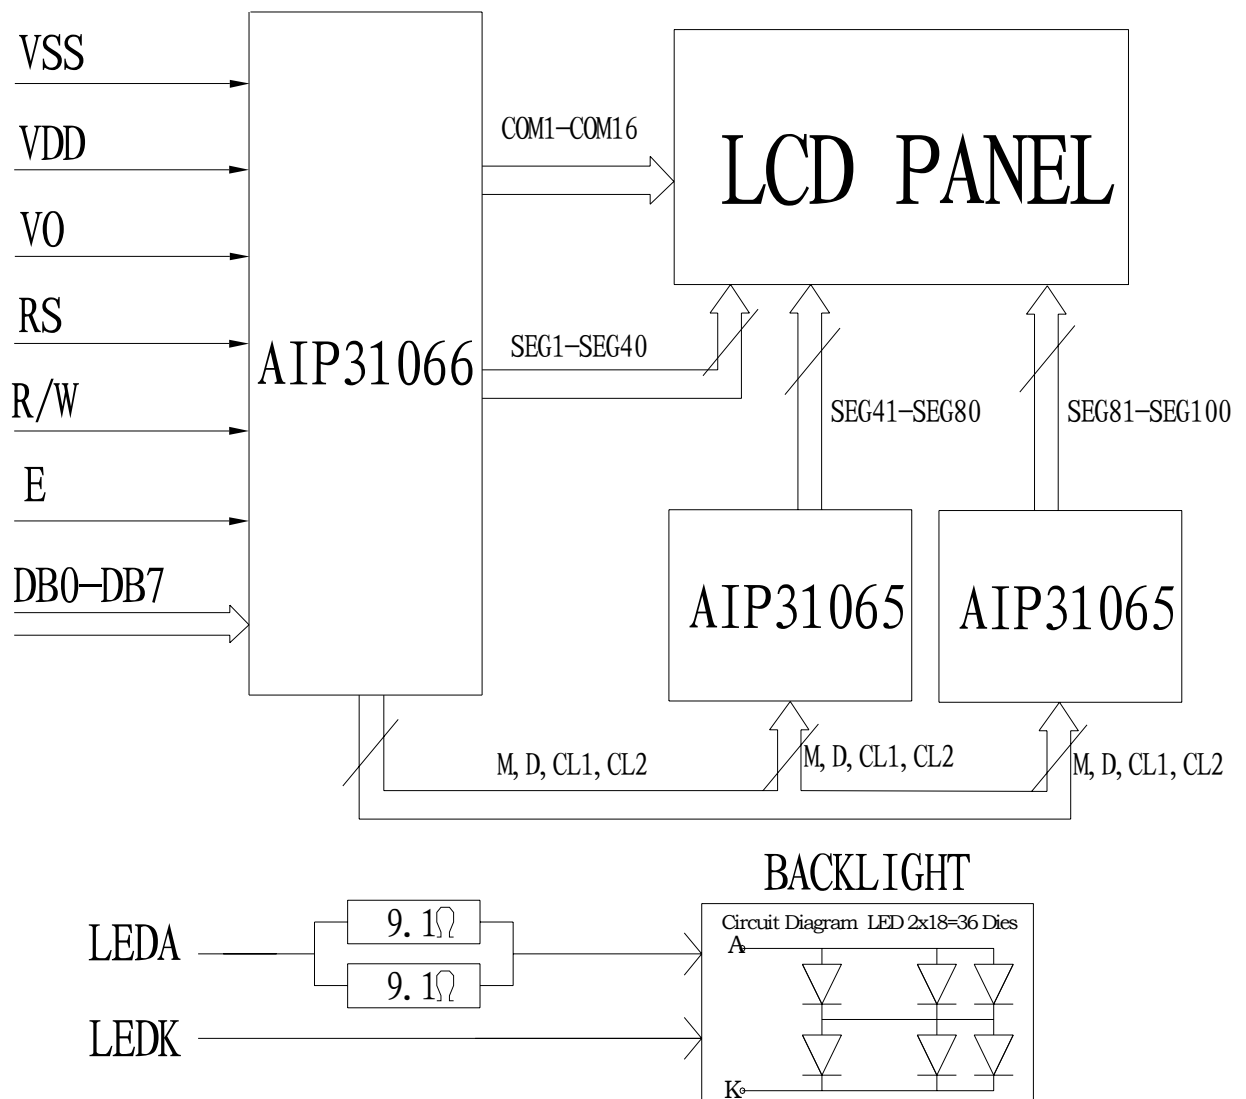 VSS
VDD
VO
RS
R/W
E
DB0-DB7
AIP31066
COM1-COM16
LCD PANEL
SEG1-SEG40
SEG41-SEG80
SEG81-SEG100
AIP31065
AIP31065
M, D, CL1, CL2
M, D, CL1, CL2
M, D, CL1, CL2
BACKLIGHT
LEDA
9.1Ω
9.1Ω
LEDK
Circuit Diagram LED 2x18=36 Dies
A
K